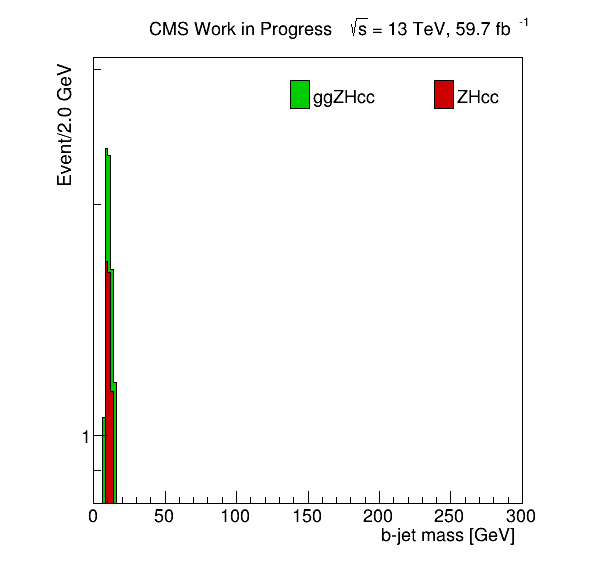 CMS Work in Progress √s = 13 TeV, 59.7 fb -1
Event/2.0 GeV
ggZHcc ZHcc
1
0 50 100 150 200 250 300
b-jet mass [GeV]